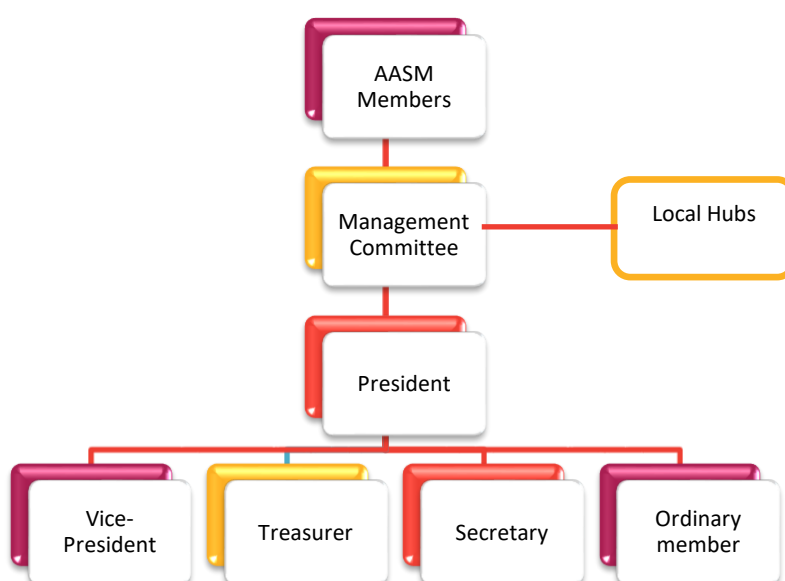 AASM
Members
Management
Committee
Local Hubs
President
Vice-
President
Treasurer
Secretary
Ordinary
member